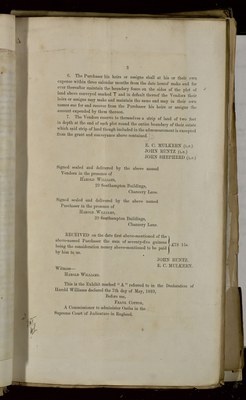 3
6. The Purchaser his heirs or assigns shall at his or their own
expense within three calendar months from the date hereof make and for
ever thereafter maintain the boundary fence on the sides of the plot of
land above conveyed marked T and in default thereof the Vendors their
heirs or assigns may make and maintain the same and may in their own
names sue for and recover from the Purchaser his heirs or assigns the
amount expended by them thereon.
7. The Vendors reserve to themselves a strip of land of two feet
in depth at the end of each plot round the entire boundary of their estate
which said strip of land though included in the admeasurement is excepted
from the grant and conveyance above contained.
E. C. MULKERN (L.S.)
JOHN RUNTZ (L.S.)
JOHN SHEPHERD (L.S.)
Signed sealed and delivered by the above named
Vendors in the presence of
HAROLD WILLIAMS,
Buildings,
Chancery Lane.
Signed sealed and delivered by the above named
Purchaser in the presence of
HAROLD WILLIAMS,
Buildings,
Chancery Lane.
RECEIVED on the date first above-mentioned of the
above-named Purchaser the sum of seventy-five guineas
being the consideration money above-mentioned to be paid
by him to us.
JOHN RUNTZ.
E. C. MULKERN.
Witness—
HAROLD WILLIAMS.
This is the Exhibit marked "A" referred to in the Declaration of
Harold Williams declared the 7th day of May,
Before me,
A Commissioner to administer Oaths in the
Supreme Court of Judicature in England.